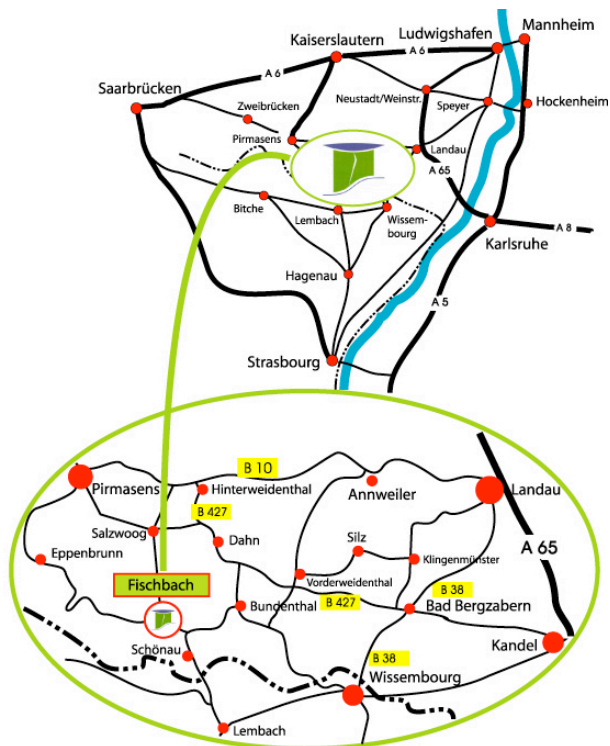 Mannheim
Ludwigshafen
Kaiserslautern
A 6
A 6
Saarbrücken
Neustadt/Weinstr.
Zweibrücken
Speyer
Hockenheim
Pirmasens
Landau
A 65
Bitche
Lembach
Wissem-
bourg
A 8
Karlsruhe
Hagenau
A 5
Strasbourg
B 10
Pirmasens
Hinterweidenthal
Annweiler
Landau
B 427
Salzwoog
Dahn
Silz
A 65
Eppenbrunn
Klingenmünster
Fischbach
Vorderweidenthal
B 38
Bundenthal
B 427
Bad Bergzabern
Schönau
B 38
Kandel
Wissembourg
Lembach